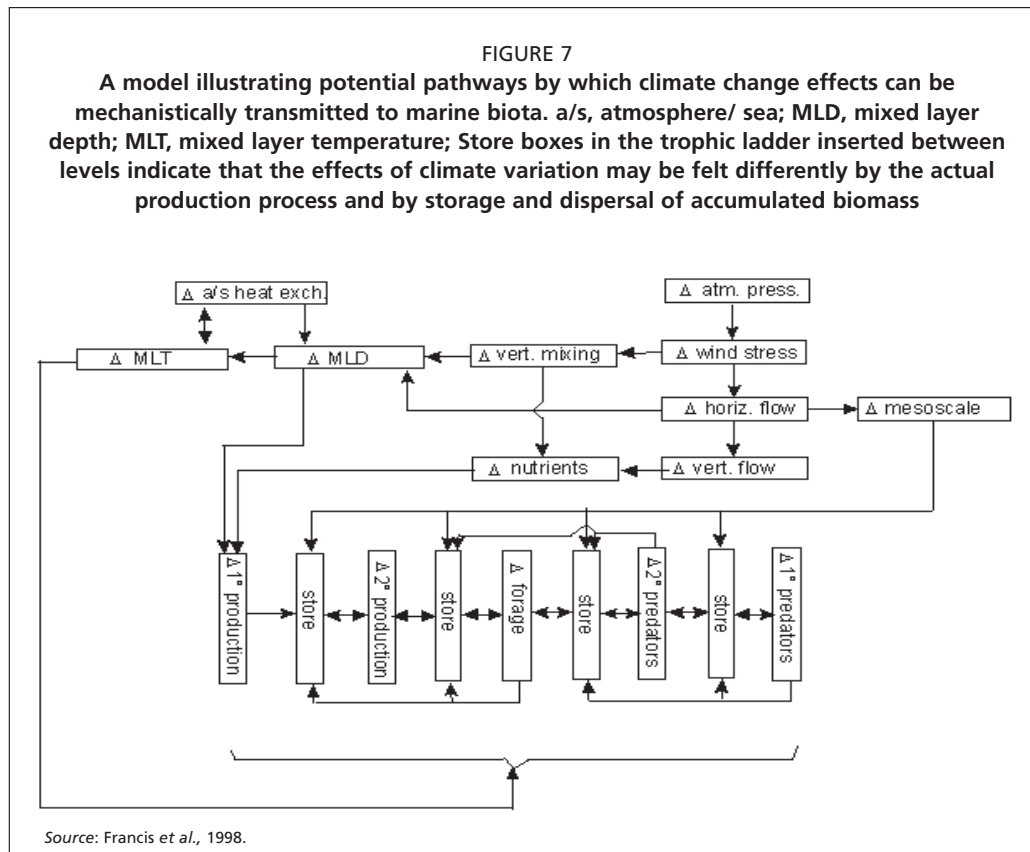 FIGURE 7
A model illustrating potential pathways by which climate change effects can be
mechanistically transmitted to marine biota. a/s, atmosphere/ sea; MLD, mixed layer
depth; MLT, mixed layer temperature; Store boxes in the trophic ladder inserted between
levels indicate that the effects of climate variation may be felt differently by the actual
production process and by storage and dispersal of accumulated biomass
Δ a/s heat exch.
Δ atm. press.
Δ MLT
Δ MLD
Δ vert. mixing
Δ wind stress
Δ horiz. flow
Δ mesoscale
Δ nutrients
Δ vert. flow
Δ 1° production
store
Δ 2° production
store
Δ forage
store
Δ 2° predators
store
Δ 1° predators
Source: Francis et al., 1998.